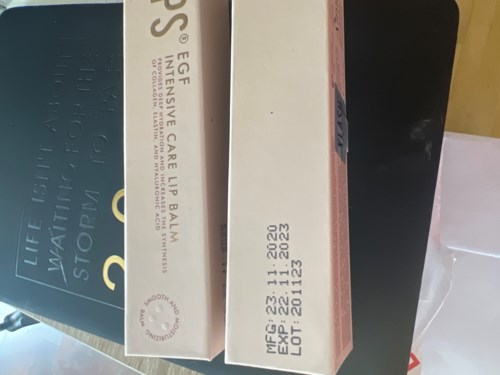 PS®
EGF
INTENSIVE CARE LIP BALM
PROVIDES DEEP HYDRATION AND INCREASES THE SYNTHESIS
OF COLLAGEN, ELASTIN, AND HYALURONIC ACID
SMOOTH AND MOISTURIZING
BALM
MFG: 23.11.2020
EXP: 22.11.2023
LOT: 201123
LIFE ISN'T ABOUT
WAITING FOR THE
STORM TO